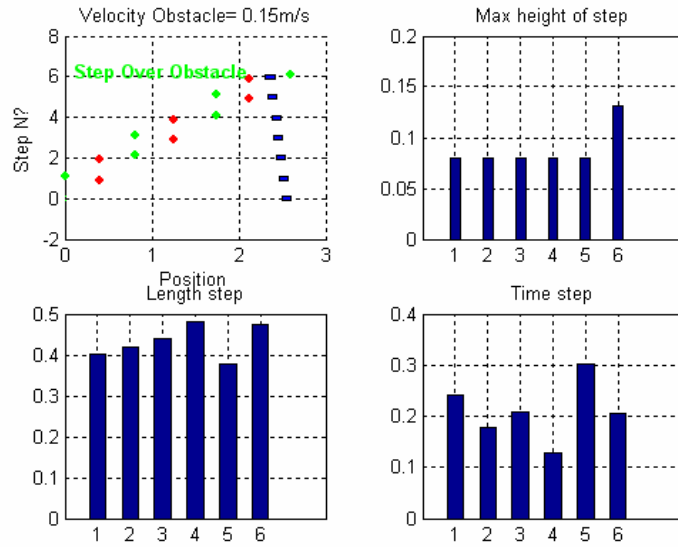 Velocity Obstacle= 0.15m/s
8
6
4
2
0
-2
Step N?
Step Over Obstacle
0 1 2 3
Position
Max height of step
0.2
0.15
0.1
0.05
0
1 2 3 4 5 6
Length step
0.5
0.4
0.3
0.2
0.1
0
1 2 3 4 5 6
Time step
0.4
0.3
0.2
0.1
0
1 2 3 4 5 6